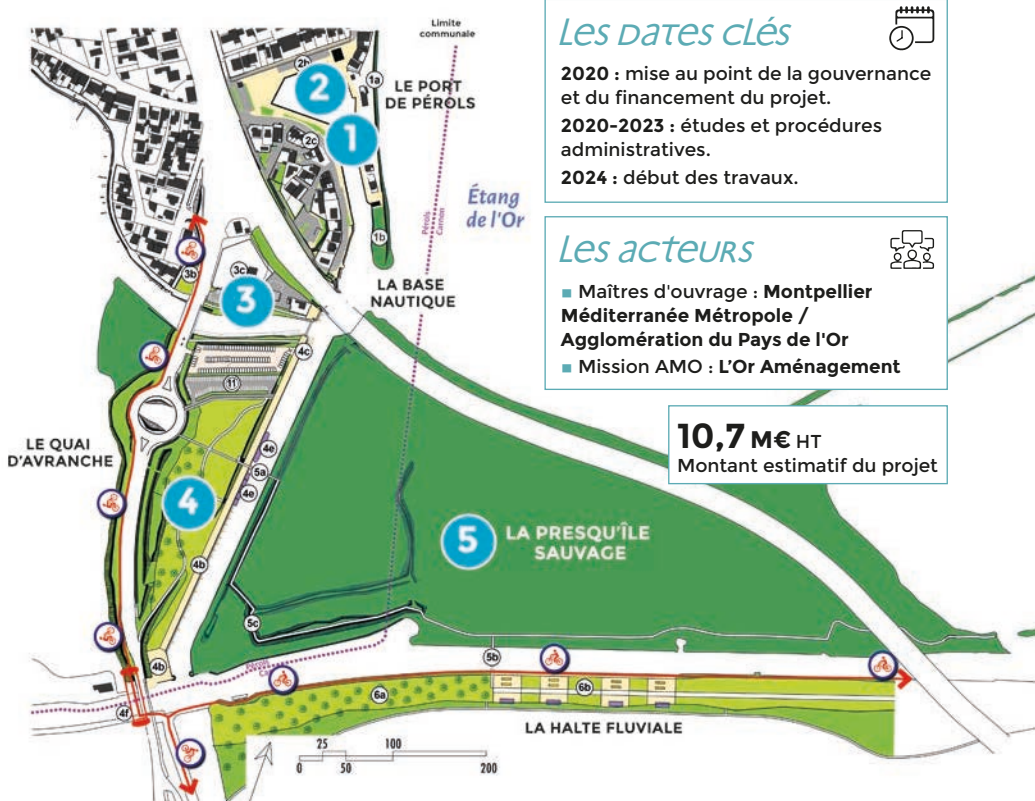 Limite
communale
2b
1a
2
LE PORT
DE PÉROLS
1
2c
Étang
de l'Or
Pérols
Carnon
1b
3b
3c
3
LA BASE
NAUTIQUE
4c
11
LE QUAI
D'AVRANCHE
4e
5a
4e
4
5
LA PRESQU'ÎLE
SAUVAGE
4b
5c
4b
Pérols
5b
6a
6b
4f
LA HALTE FLUVIALE
25
100
0
50
200
Les dates clés
2020 : mise au point de la gouvernance
et du financement du projet.
2020-2023 : études et procédures
administratives.
2024 : début des travaux.
Les acteurs
■ Maîtres d'ouvrage : Montpellier
Méditerranée Métropole /
Agglomération du Pays de l'Or
■ Mission AMO : L'Or Aménagement
10,7 M€ HT
Montant estimatif du projet